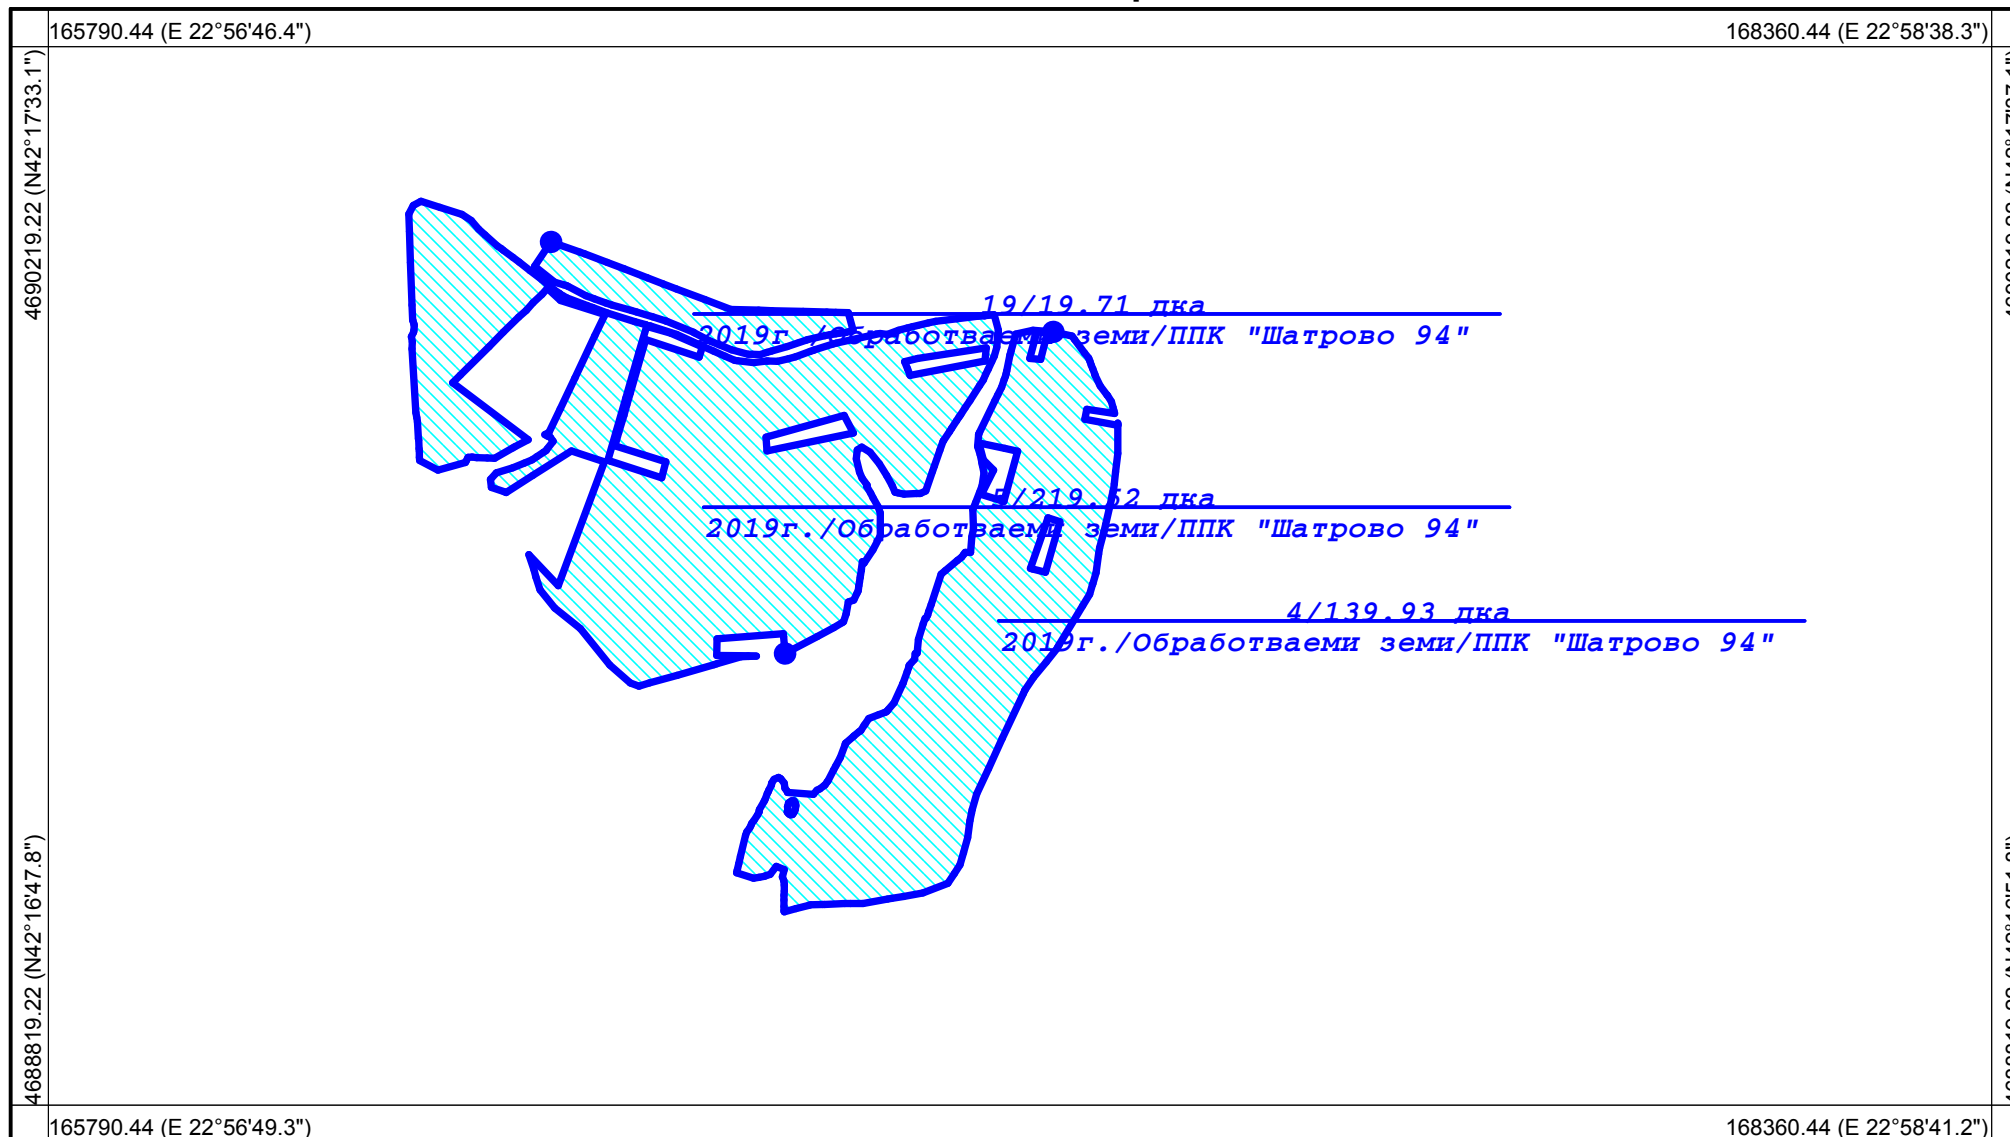 165790.44 (E 22°56'46.4")
168360.44 (E 22°58'38.3")
4690219.22 (N42°17'33.1")
19/19.71 дка
2019г./Обработваеми земи/ППК "Шатрово 94"
5/219.52 дка
2019г./Обработваеми земи/ППК "Шатрово 94"
4/139.93 дка
2019г./Обработваеми земи/ППК "Шатрово 94"
4688819.22 (N42°16'47.8")
165790.44 (E 22°56'49.3")
168360.44 (E 22°58'41.2")